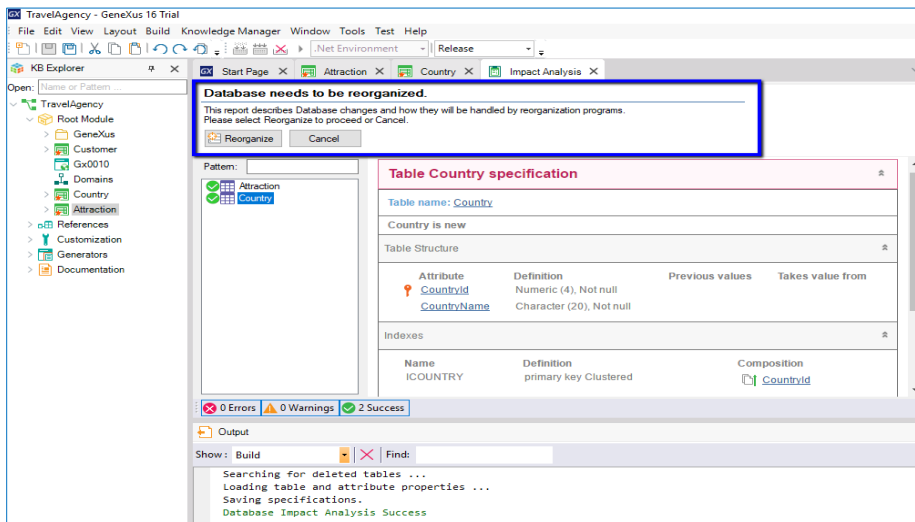 TravelAgency - GeneXus 16 Trial
File Edit View Layout Build Knowledge Manager Window Tools Test Help
.Net Environment Release
KB Explorer
Start Page Attraction Country Impact Analysis
Open: Name or Pattern ...
TravelAgency
Root Module
GeneXus
Customer
Gx0010
Domains
Country
Attraction
References
Customization
Generators
Documentation
Database needs to be reorganized.
This report describes Database changes and how they will be handled by reorganization programs.
Please select Reorganize to proceed or Cancel.
Reorganize Cancel
Pattern:
Attraction
Country
Table Country specification
Table name: Country
Country is new
Table Structure
Attribute Definition Previous values Takes value from
CountryId Numeric (4), Not null
CountryName Character (20), Not null
Indexes
Name Definition Composition
ICOUNTRY primary key Clustered CountryId
0 Errors 0 Warnings 2 Success
Output
Show: Build Find:
Searching for deleted tables ...
Loading table and attribute properties ...
Saving specifications.
Database Impact Analysis Success